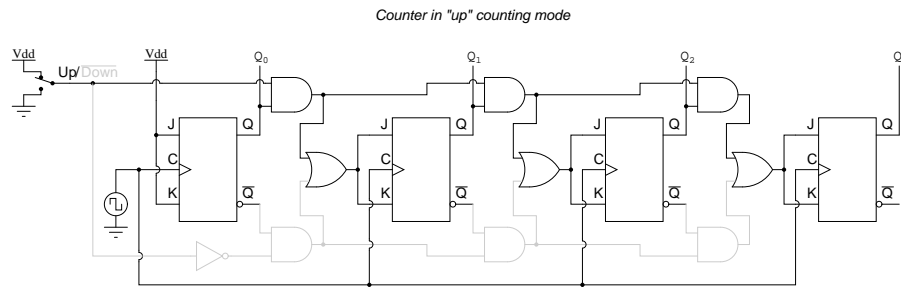 Counter in "up" counting mode
Vdd Vdd Q0 Q1 Q2 Q
Up/Down
J Q J Q J Q J Q
C C C C
K Q K Q K Q K Q